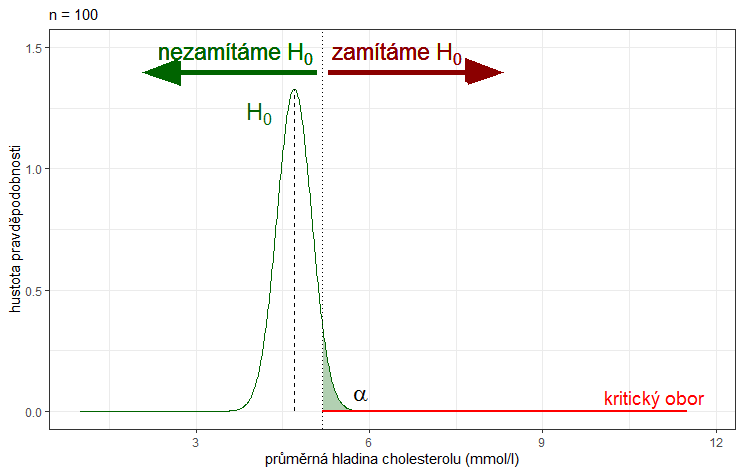 n = 100
nezamítáme H0
zamítáme H0
H0
α
kritický obor
hustota pravděpodobnosti
1.5
1.0
0.5
0.0
3
6
9
12
průměrná hladina cholesterolu (mmol/l)